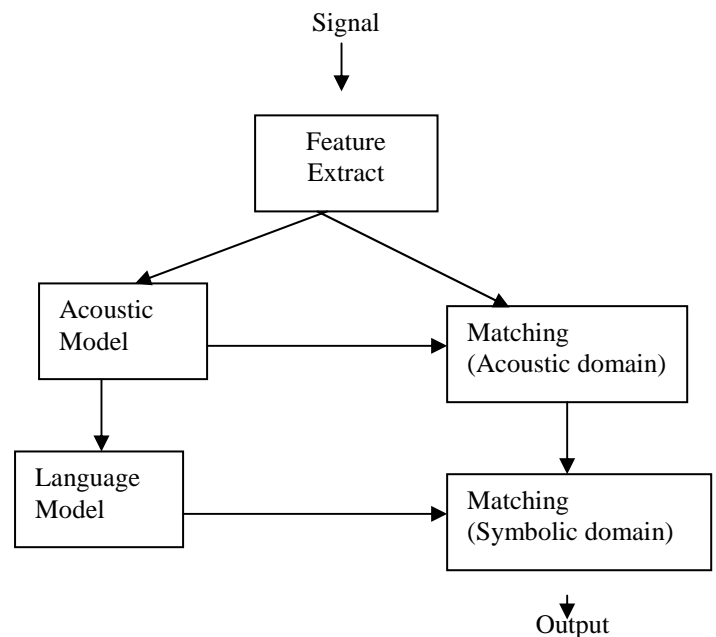 Signal
Feature
Extract
Acoustic
Model
Matching
(Acoustic domain)
Language
Model
Matching
(Symbolic domain)
Output